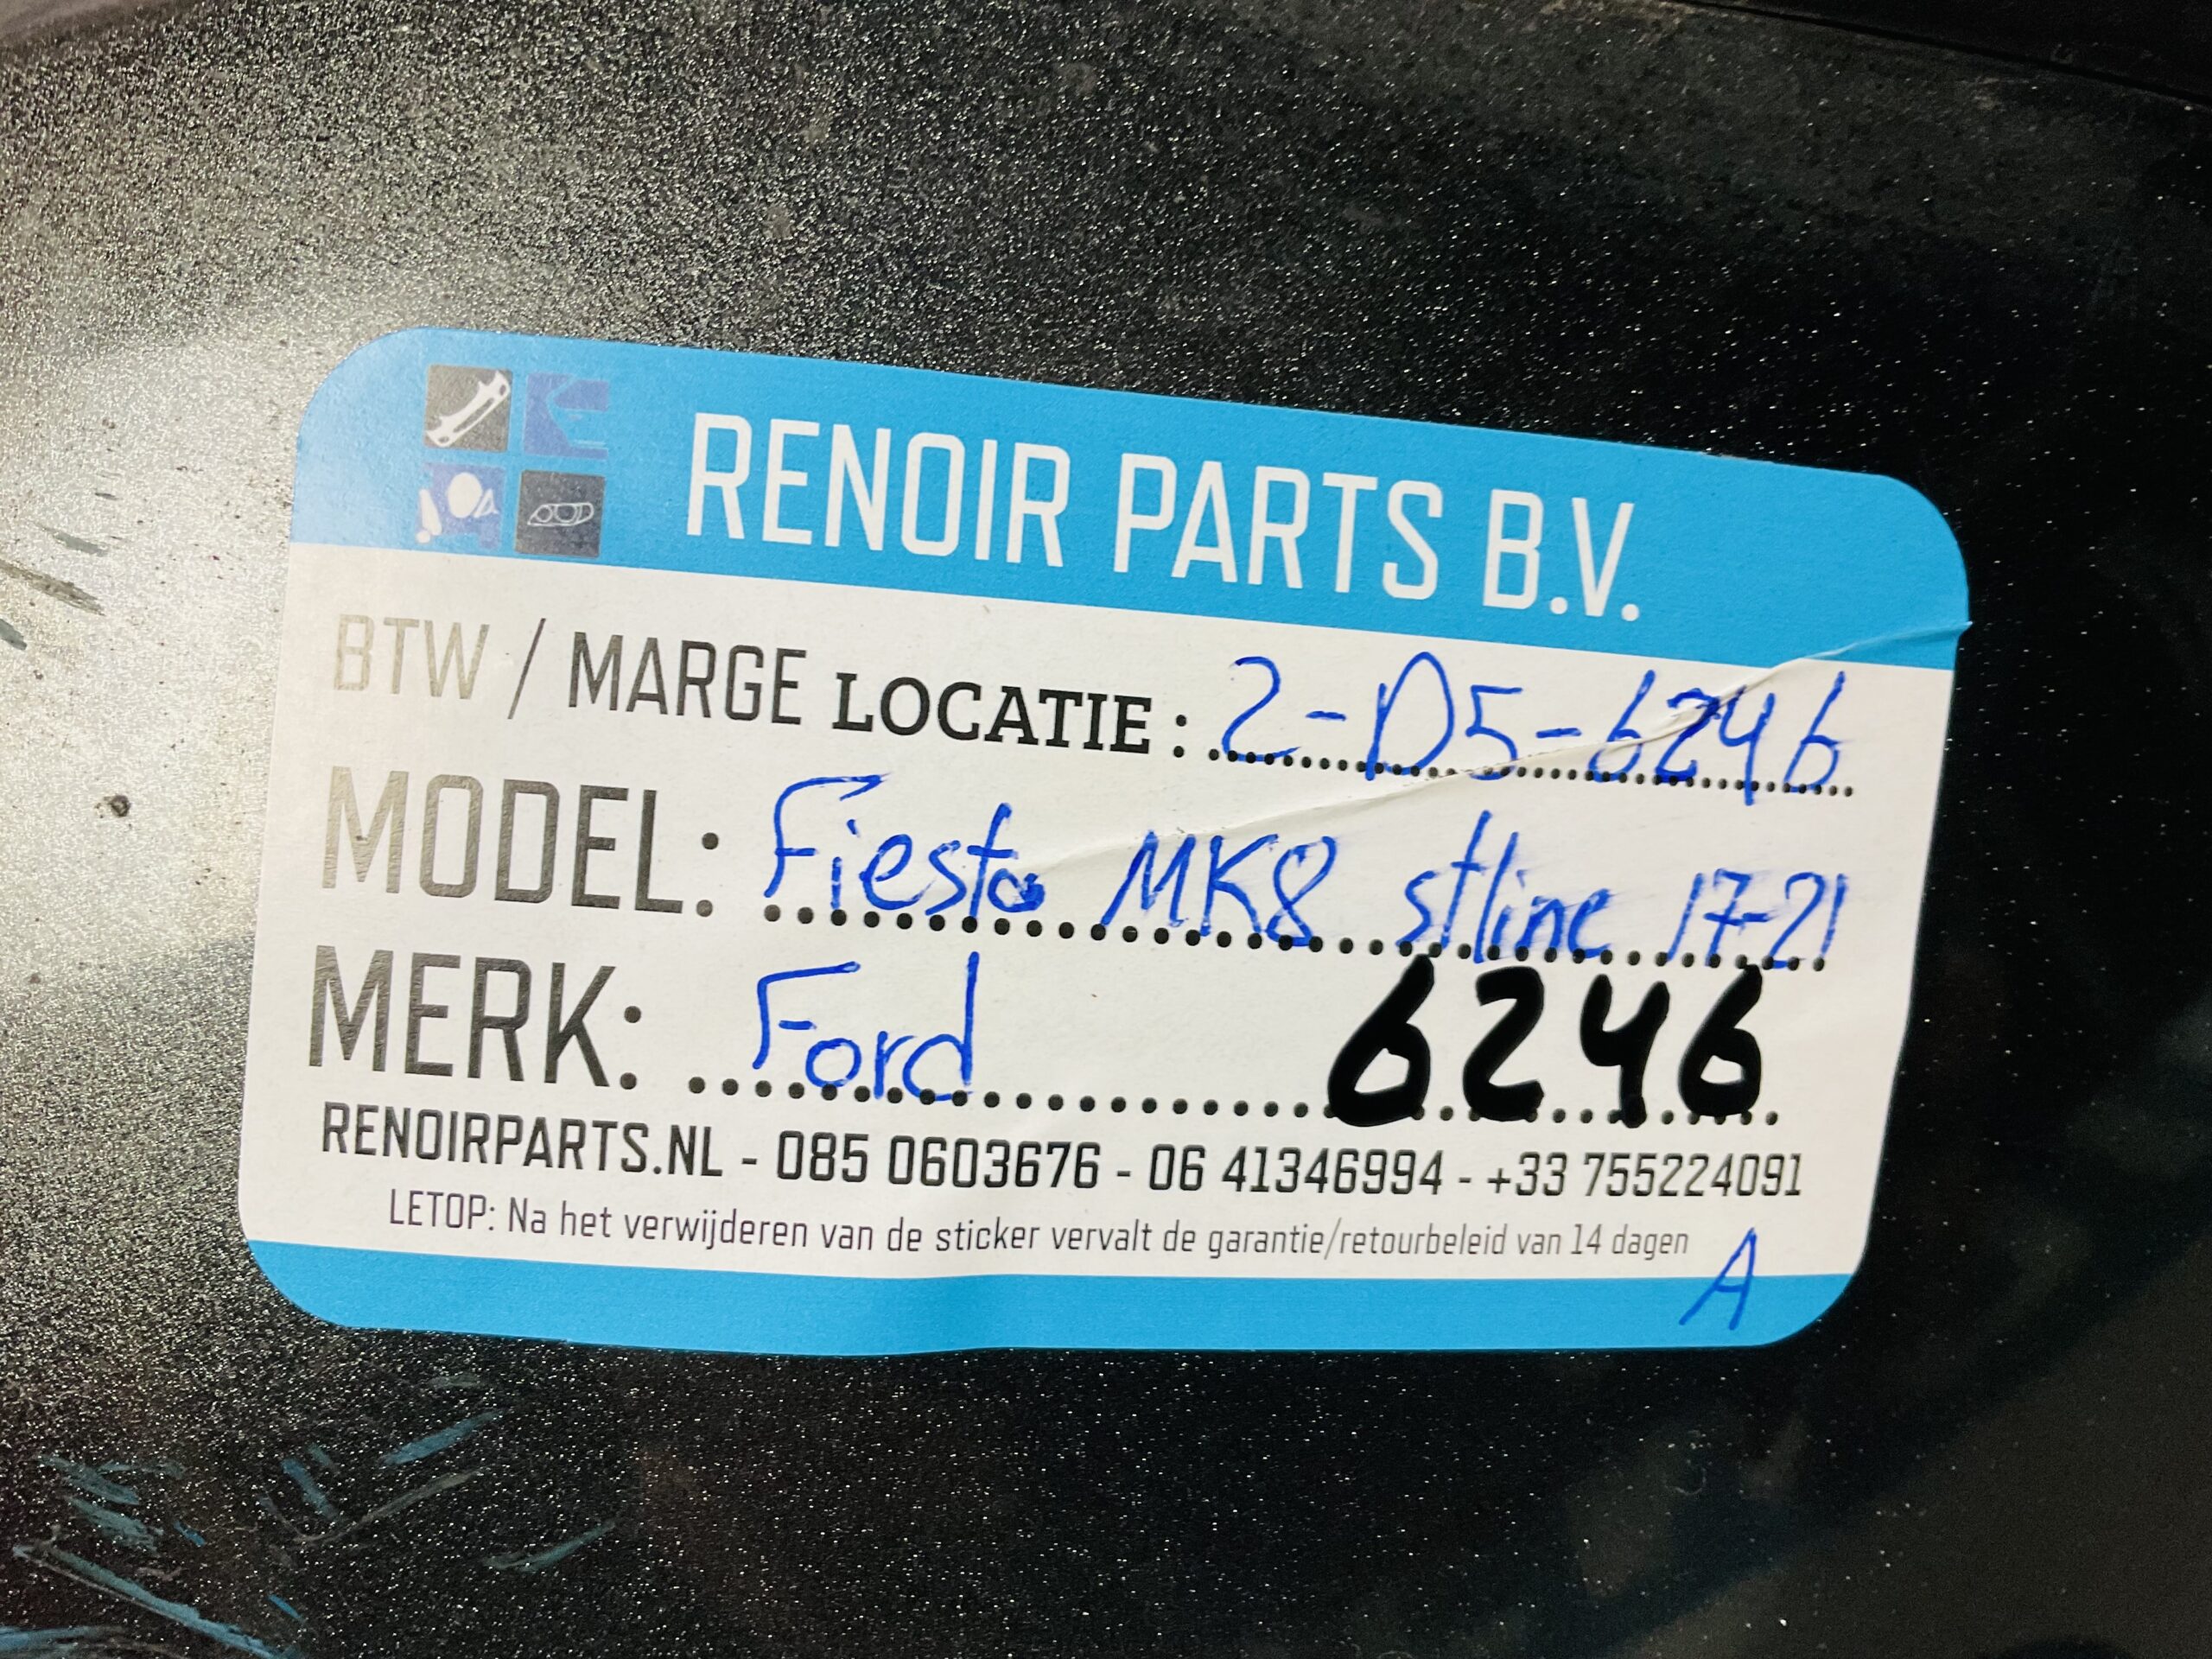 RENOIR PARTS B.V.
BTW / MARGE LOCATIE : 2-D5-6246
MODEL: Fiesta MK8 stline 17-21
MERK: Ford 6246
RENOIRPARTS.NL - 085 0603676 - 06 41346994 - +33 755224091
LETOP: Na het verwijderen van de sticker vervalt de garantie/retourbeleid van 14 dagen
A